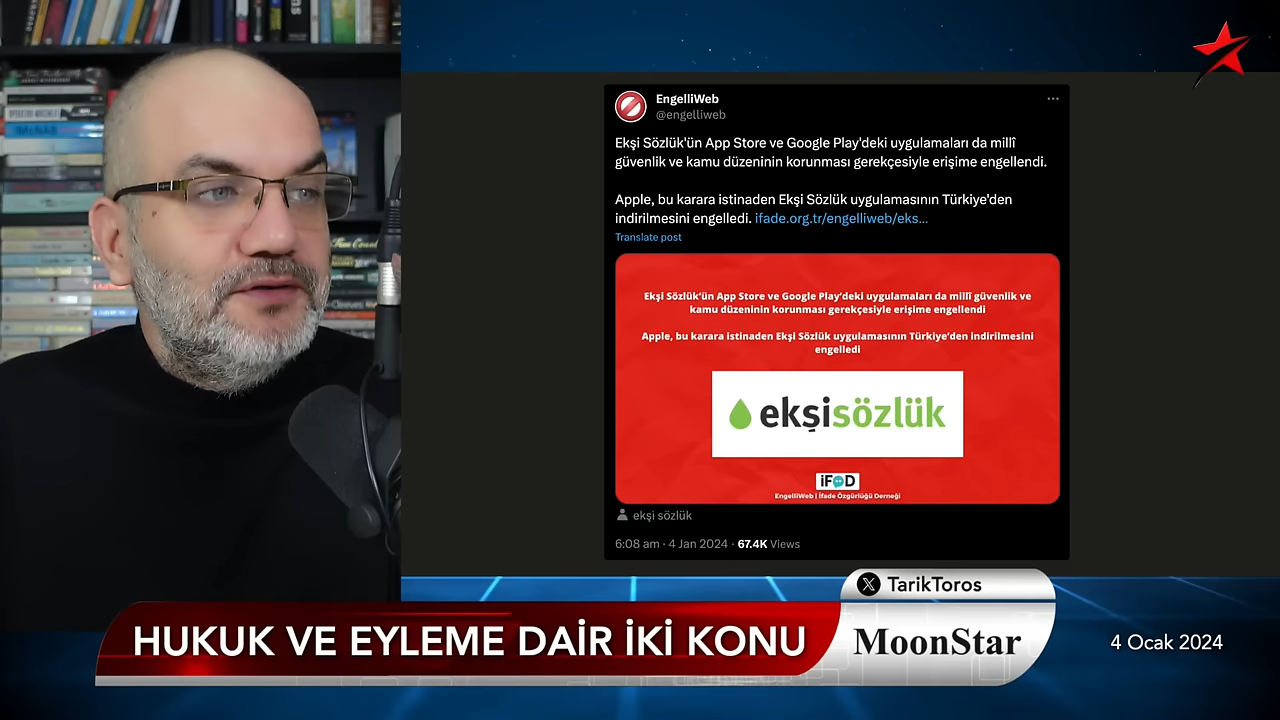 EngelliWeb
@engelliweb
Ekşi Sözlük'ün App Store ve Google Play'deki uygulamaları da millî
güvenlik ve kamu düzeninin korunması gerekçesiyle erişime engellendi.
Apple, bu karara istinaden Ekşi Sözlük uygulamasının Türkiye'den
indirilmesini engelledi. ifade.org.tr/engelliweb/eks...
Translate post
Ekşi Sözlük'ün App Store ve Google Play'deki uygulamaları da millî güvenlik ve
kamu düzeninin korunması gerekçesiyle erişime engellendi
Apple, bu karara istinaden Ekşi Sözlük uygulamasının Türkiye'den indirilmesini
engelledi
ekşisözlük
iFOD
EngelliWeb | İfade Özgürlüğü Derneği
ekşi sözlük
6:08 am · 4 Jan 2024 · 67.4K Views
X TarikToros
HUKUK VE EYLEME DAİR İKİ KONU
MoonStar
4 Ocak 2024